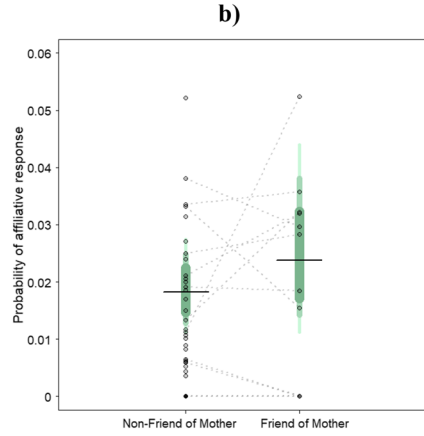 b)
0.06
0.05
0.04
0.03
0.02
0.01
0
Probability of affiliative response
Non-Friend of Mother
Friend of Mother